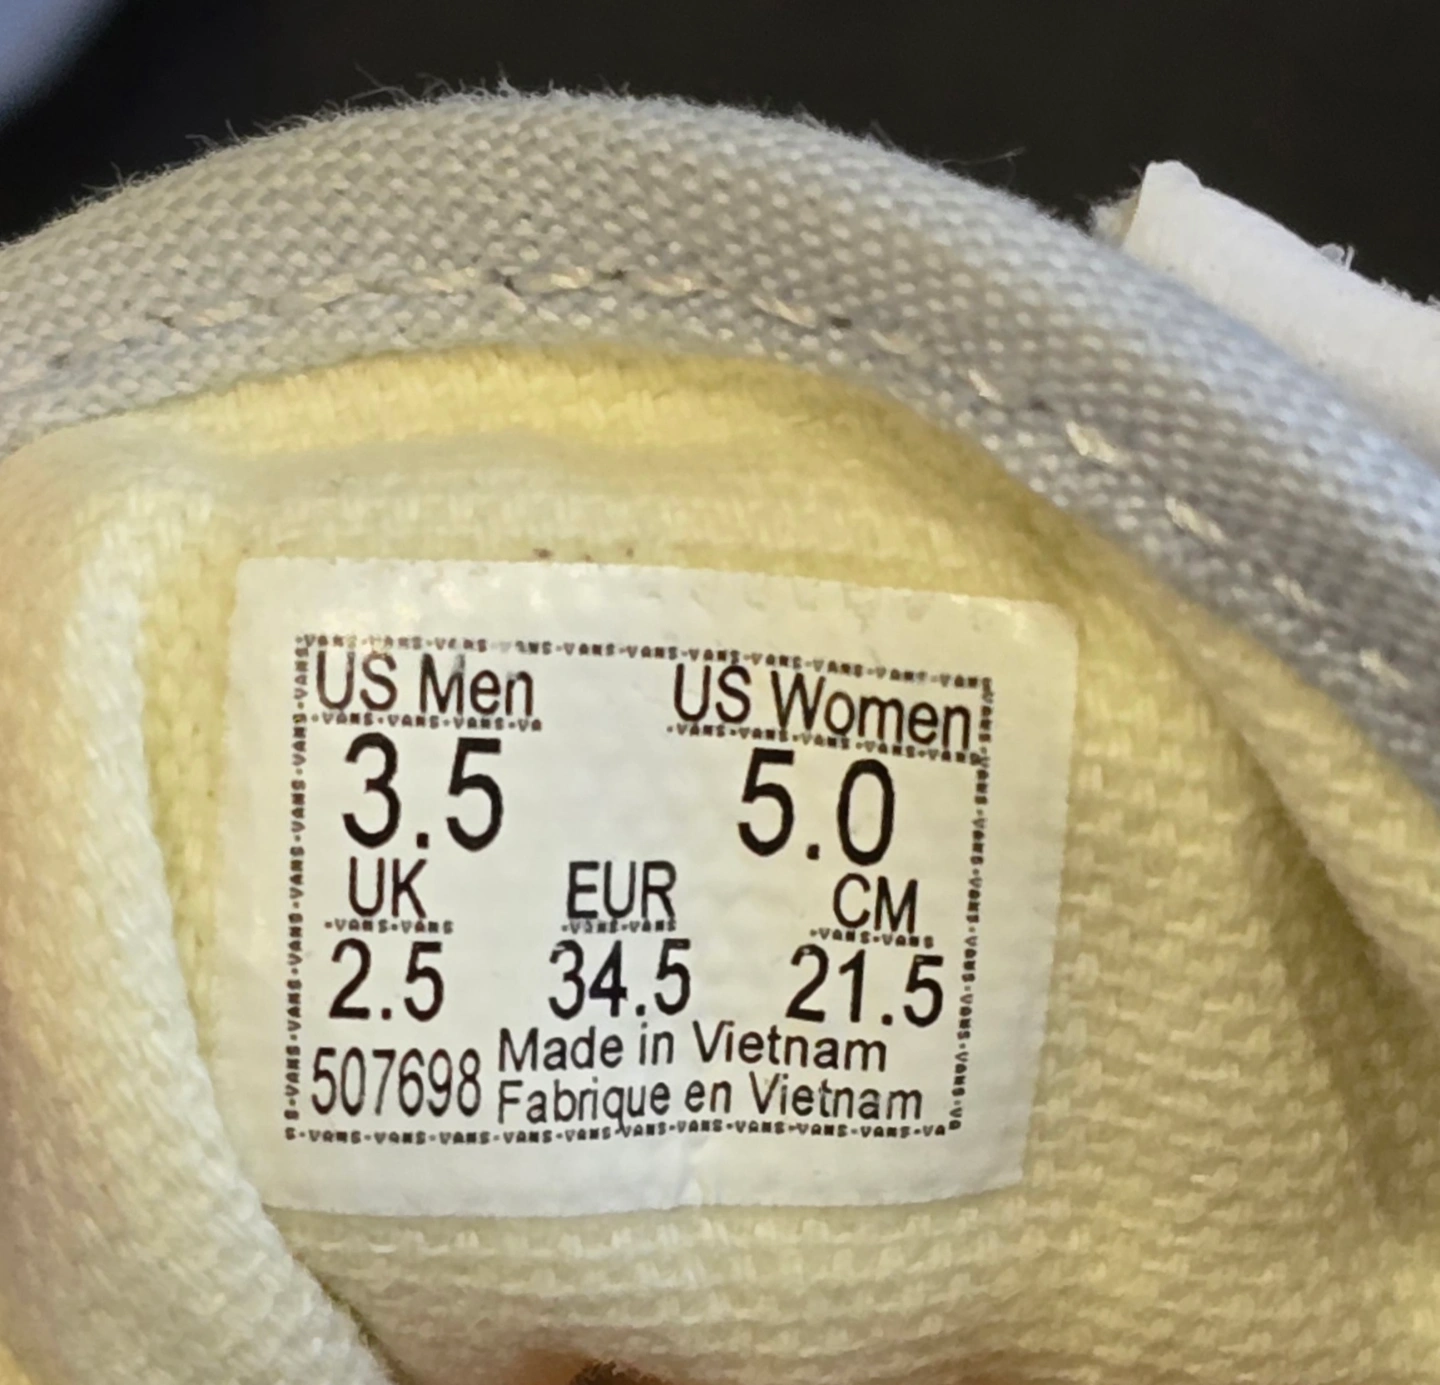 US Men US Women
3.5 5.0
UK EUR CM
2.5 34.5 21.5
507698 Made in Vietnam
Fabrique en Vietnam